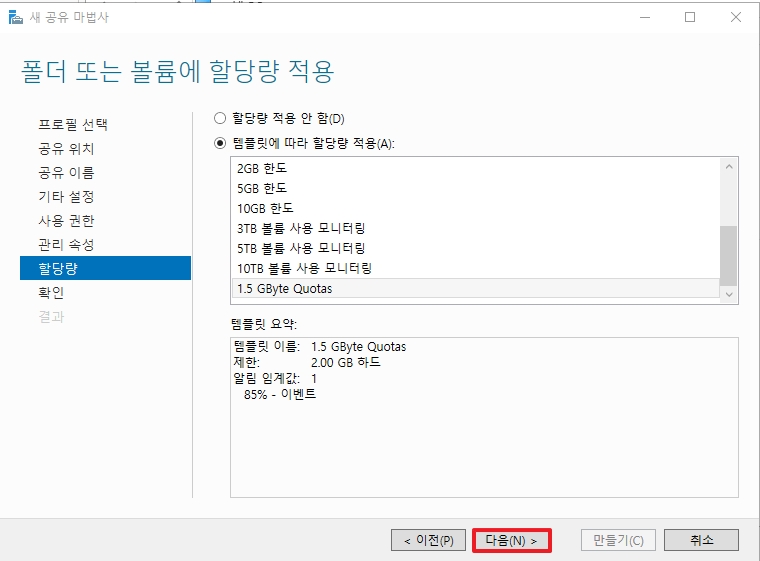 새 공유 마법사
폴더 또는 볼륨에 할당량 적용
프로필 선택
공유 위치
공유 이름
기타 설정
사용 권한
관리 속성
할당량
확인
결과
할당량 적용 안 함(D)
템플릿에 따라 할당량 적용(A):
2GB 한도
5GB 한도
10GB 한도
3TB 볼륨 사용 모니터링
5TB 볼륨 사용 모니터링
10TB 볼륨 사용 모니터링
1.5 GByte Quotas
템플릿 요약:
템플릿 이름: 1.5 GByte Quotas
제한: 2.00 GB 하드
알림 임계값: 1
85% - 이벤트
< 이전(P) 다음(N) > 만들기(C) 취소